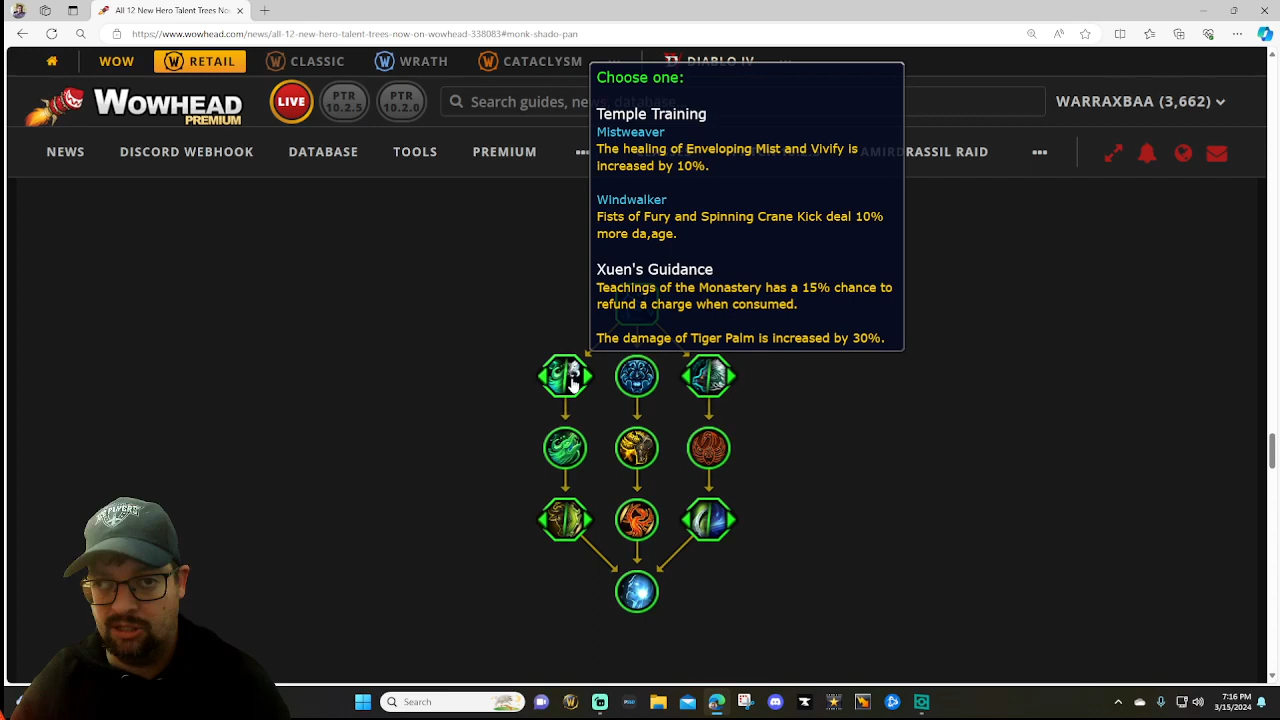 All 12 New Hero Talent Trees No
https://www.wowhead.com/news/all-12-new-hero-talent-trees-now-on-wowhead-338083#monk-shado-pan
WOW
RETAIL
CLASSIC
WRATH
CATACLYSM
DIABLO IV
WOWHEAD
PREMIUM
LIVE
PTR
10.2.5
PTR
10.2.0
Search guides, news, database...
WARRAXBAA (3,662)
NEWS
DISCORD WEBHOOK
DATABASE
TOOLS
PREMIUM
AMIRDRASSIL RAID
Choose one:
Temple Training
Mistweaver
The healing of Enveloping Mist and Vivify is
increased by 10%.
Windwalker
Fists of Fury and Spinning Crane Kick deal 10%
more da,age.
Xuen's Guidance
Teachings of the Monastery has a 15% chance to
refund a charge when consumed.
The damage of Tiger Palm is increased by 30%.
Search
7:16 PM
3/15/2024